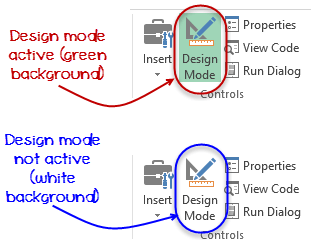 Design mode
active (green
background)
Insert
Design
Mode
Properties
View Code
Run Dialog
Controls
Design mode
not active
(white
background)
Insert
Design
Mode
Properties
View Code
Run Dialog
Controls